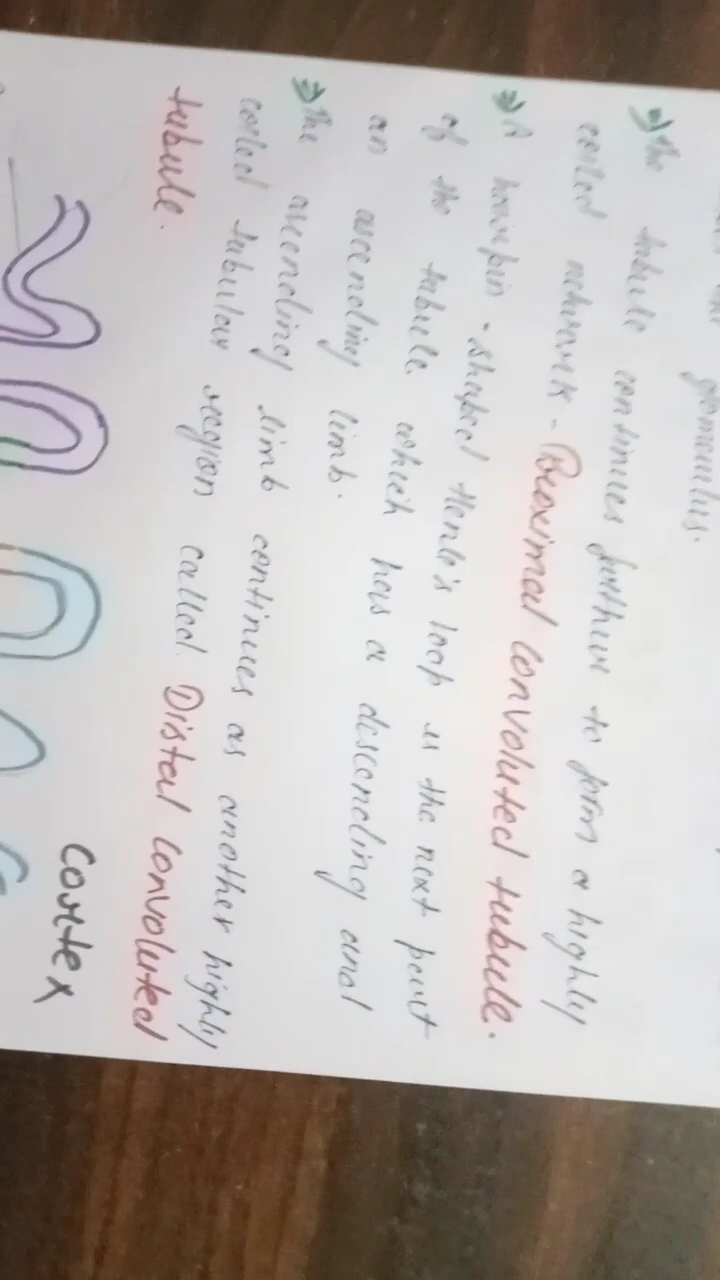 glomeulus.
The tubule continues further to form a highly
coiled network - Proximal convoluted tubule.
A hairpin - shaped Henle's loop is the next part
of the tubule which has a descending and
an ascending limb.
The ascending limb continues as another highly
coiled tubular region called Distal convoluted
tubule.
Cortex